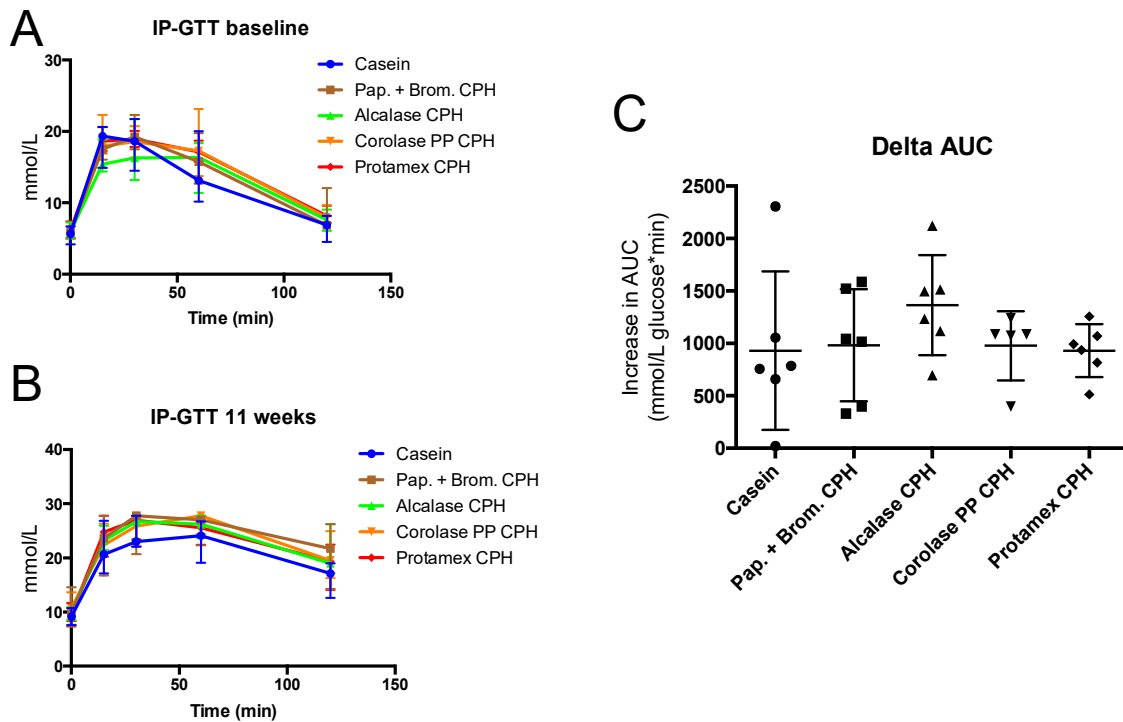 A
IP-GTT baseline
30
20
10
0
mmol/L
0
50
100
150
Time (min)
Casein
Pap. + Brom. CPH
Alcalase CPH
Corolase PP CPH
Protamex CPH
B
IP-GTT 11 weeks
40
30
20
10
0
mmol/L
0
50
100
150
Time (min)
Casein
Pap. + Brom. CPH
Alcalase CPH
Corolase PP CPH
Protamex CPH
C
Delta AUC
Increase in AUC
(mmol/L glucose*min)
2500
2000
1500
1000
500
0
Casein
Pap. + Brom. CPH
Alcalase CPH
Corolase PP CPH
Protamex CPH